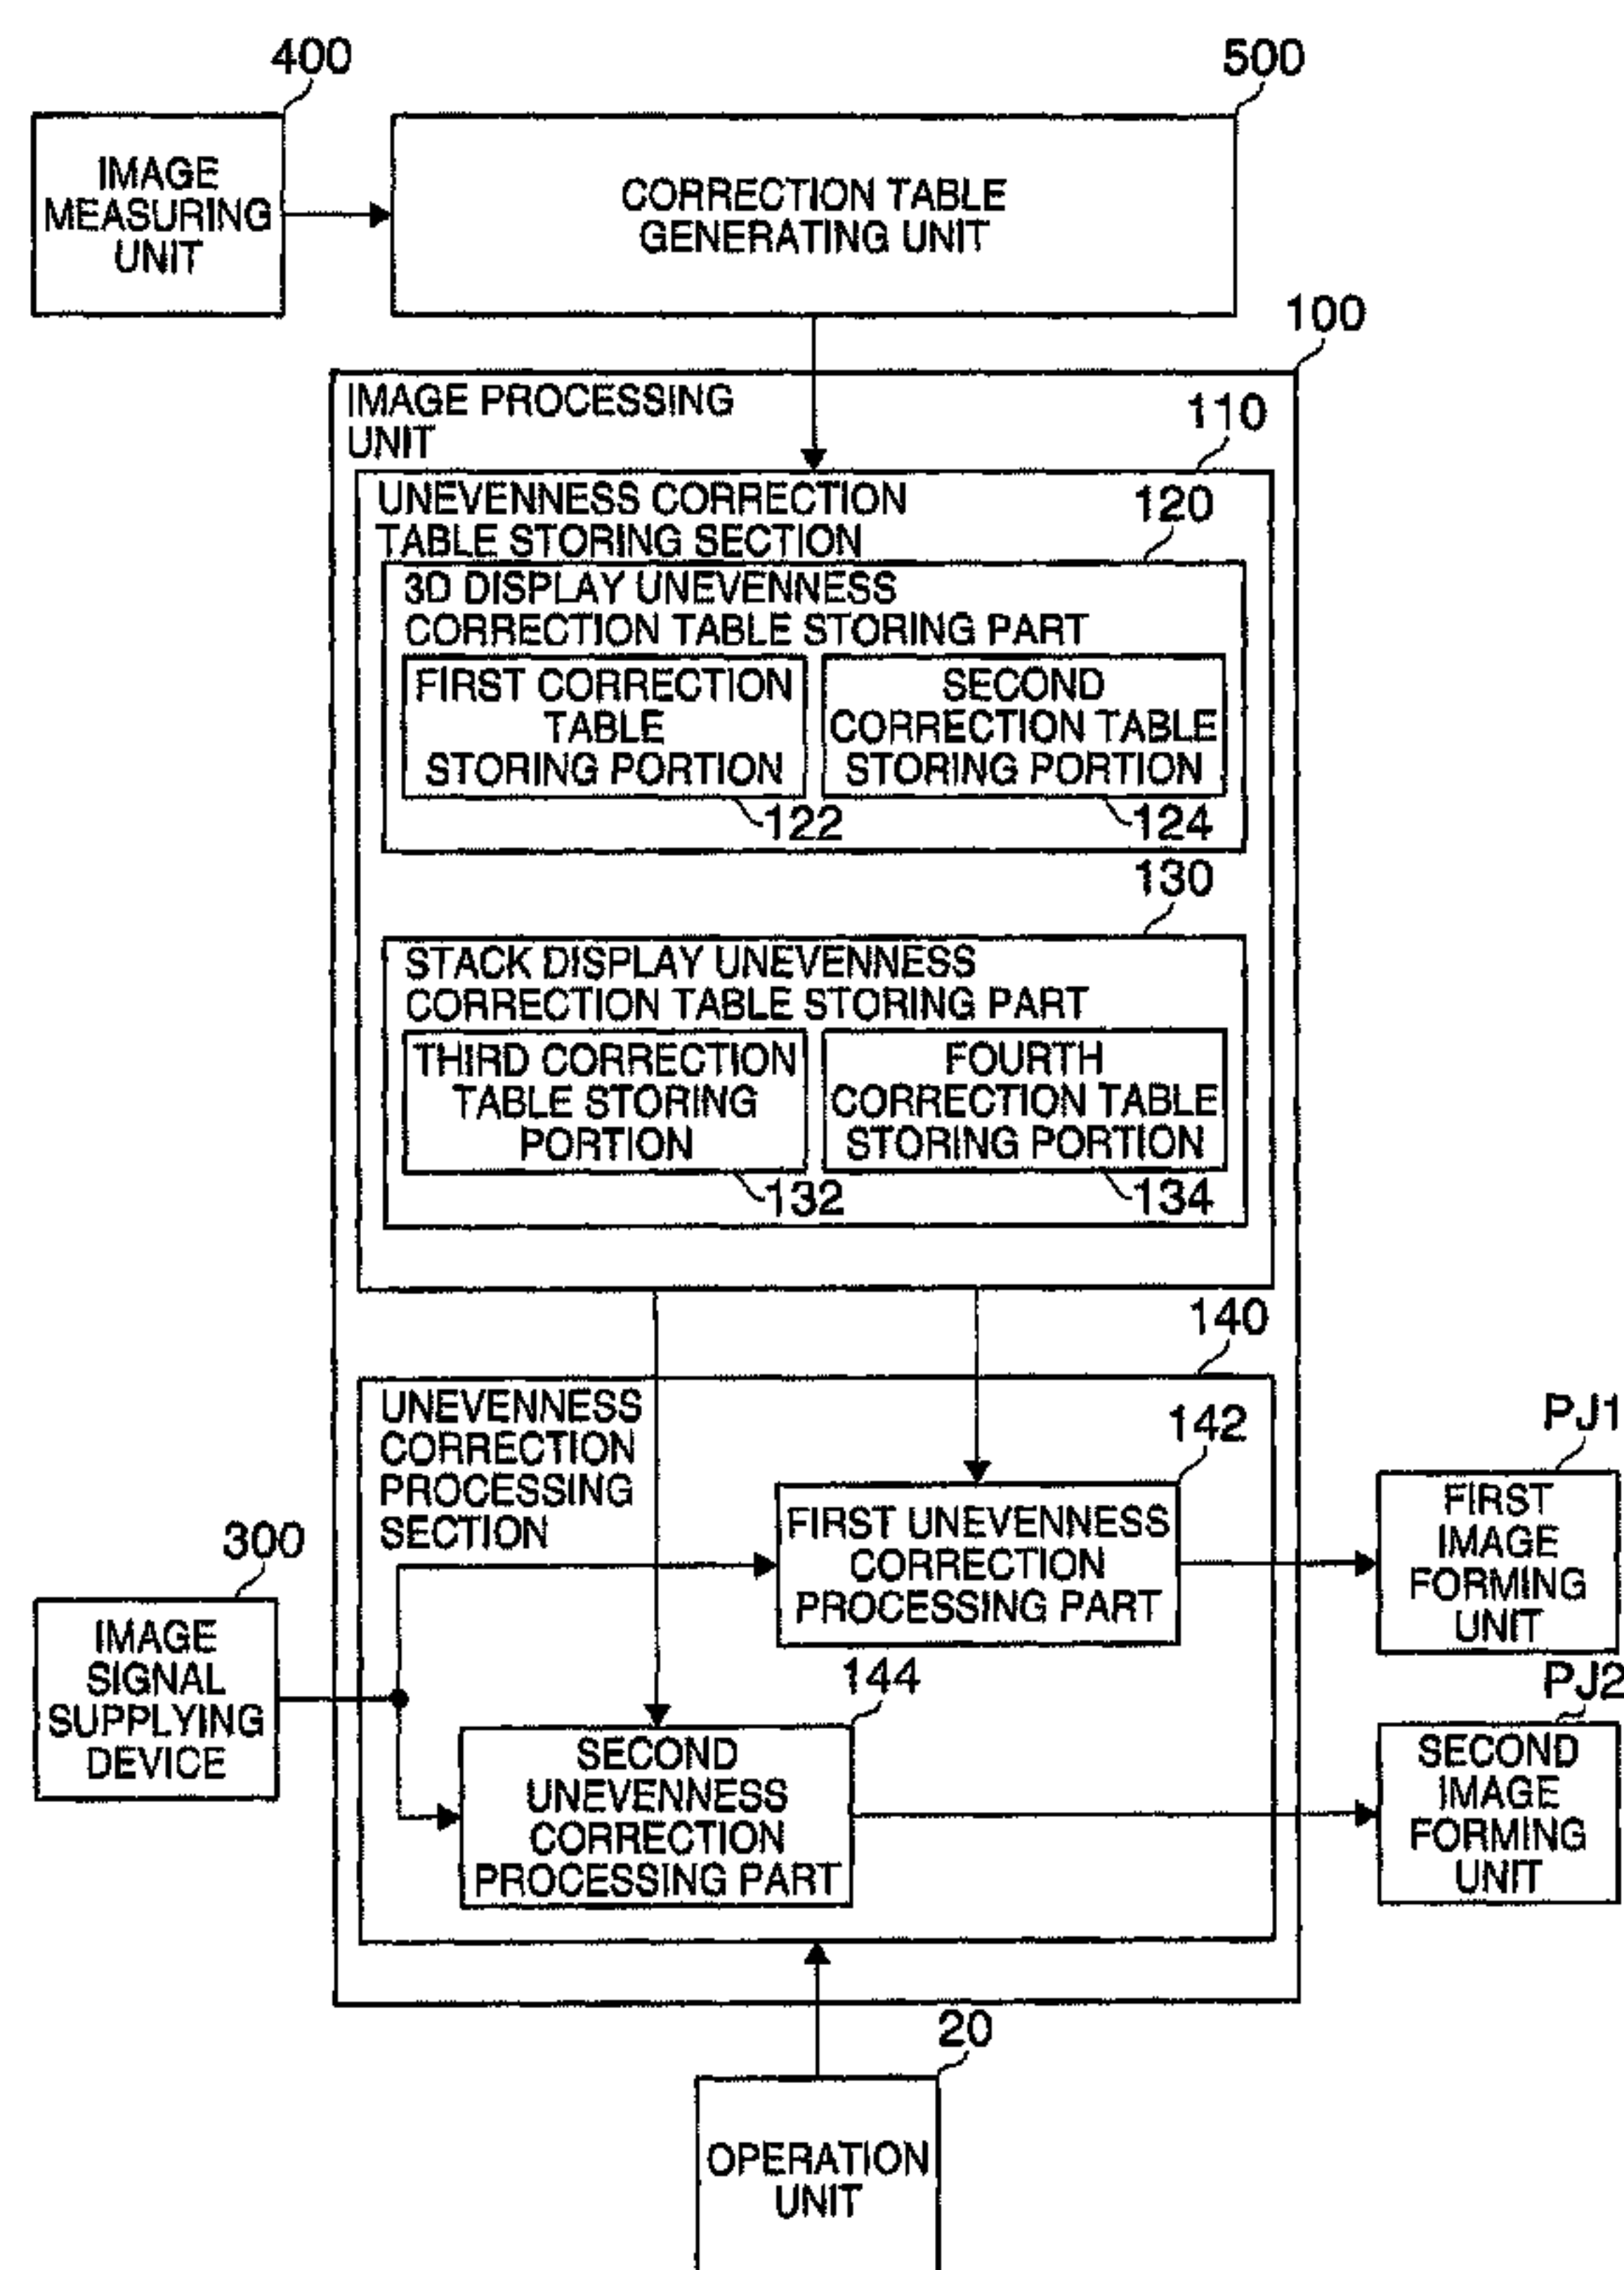 400
500
IMAGE
MEASURING
UNIT
CORRECTION TABLE
GENERATING UNIT
100
IMAGE PROCESSING
UNIT
110
UNEVENNESS CORRECTION
TABLE STORING SECTION
120
3D DISPLAY UNEVENNESS
CORRECTION TABLE STORING PART
FIRST CORRECTION
TABLE
STORING PORTION
122
SECOND
CORRECTION TABLE
STORING PORTION
124
130
STACK DISPLAY UNEVENNESS
CORRECTION TABLE STORING PART
THIRD CORRECTION
TABLE STORING
PORTION
132
FOURTH
CORRECTION TABLE
STORING PORTION
134
140
UNEVENNESS
CORRECTION
PROCESSING
SECTION
142
FIRST UNEVENNESS
CORRECTION
PROCESSING PART
PJ1
FIRST
IMAGE
FORMING
UNIT
300
IMAGE
SIGNAL
SUPPLYING
DEVICE
144
SECOND
UNEVENNESS
CORRECTION
PROCESSING PART
PJ2
SECOND
IMAGE
FORMING
UNIT
20
OPERATION
UNIT